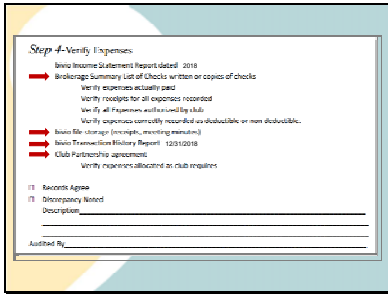 Step 4-Verify Expenses
bivio Income Statement Report dated 2018
Brokerage Summary List of Checks written or copies of checks
Verify expenses actually paid
Verify receipts for all expenses recorded
Verify all Expenses authorized by club
Verify expenses correctly recorded as deductible or non deductible.
bivio file storage (receipts, meeting minutes)
bivio Transaction History Report 12/31/2018
Club Partnership agreement
Verify expenses allocated as club requires
Records Agree
Discrepancy Noted
Description
Audited By